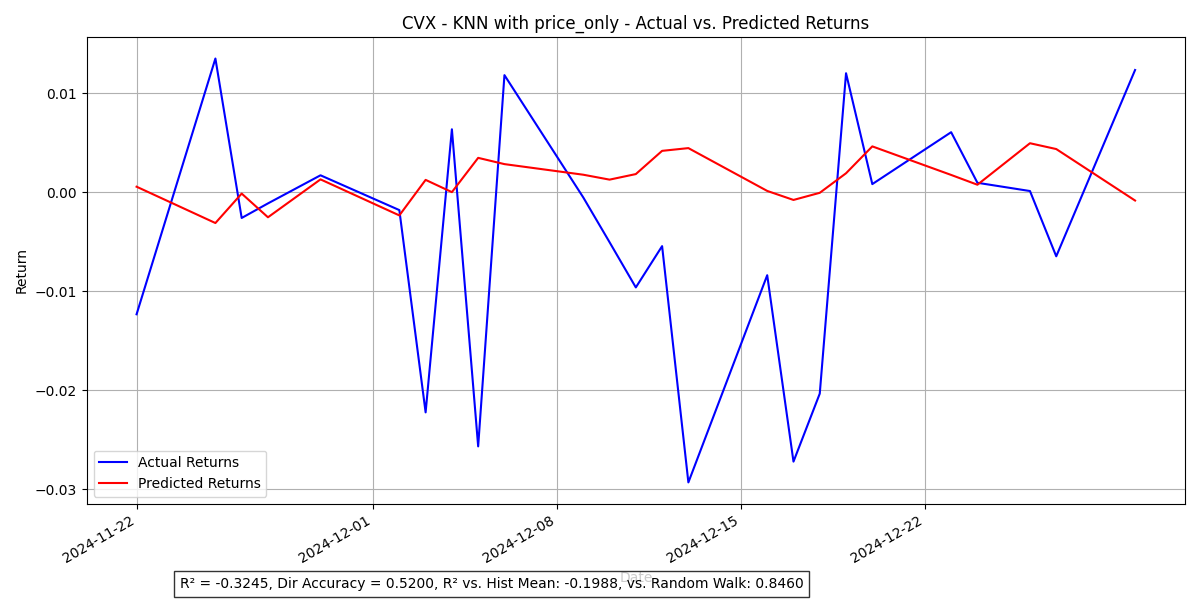 CVX - KNN with price_only - Actual vs. Predicted Returns
Return
0.01
0.00
−0.01
−0.02
−0.03
Actual Returns
Predicted Returns
2024-11-22
2024-12-01
2024-12-08
2024-12-15
2024-12-22
Date
R² = -0.3245, Dir Accuracy = 0.5200, R² vs. Hist Mean: -0.1988, vs. Random Walk: 0.8460